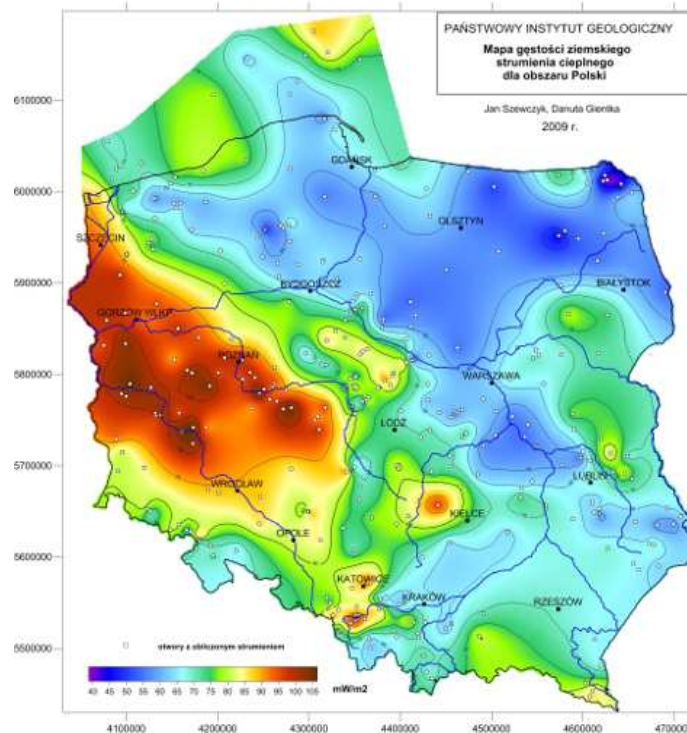 PAŃSTWOWY INSTYTUT GEOLOGICZNY
Mapa gęstości ziemskiego
strumienia cieplnego
dla obszaru Polski
Jan Szewczyk, Danuta Gientka
2009 r.
6100000
GDAŃSK
6000000
OLSZTYN
SZCZECIN
5900000
BYDGOSZCZ
BIAŁYSTOK
GORZÓW WLKP
POZNAŃ
5800000
WARSZAWA
ŁÓDŹ
5700000
LUBLIN
WROCŁAW
KIELCE
5600000
OPOLE
KATOWICE
KRAKÓW
RZESZÓW
5500000
otwory z obliczonym strumieniem
40 45 50 55 60 65 70 75 80 85 90 95 100 105
mW/m2
4100000 4200000 4300000 4400000 4500000 4600000 4700000